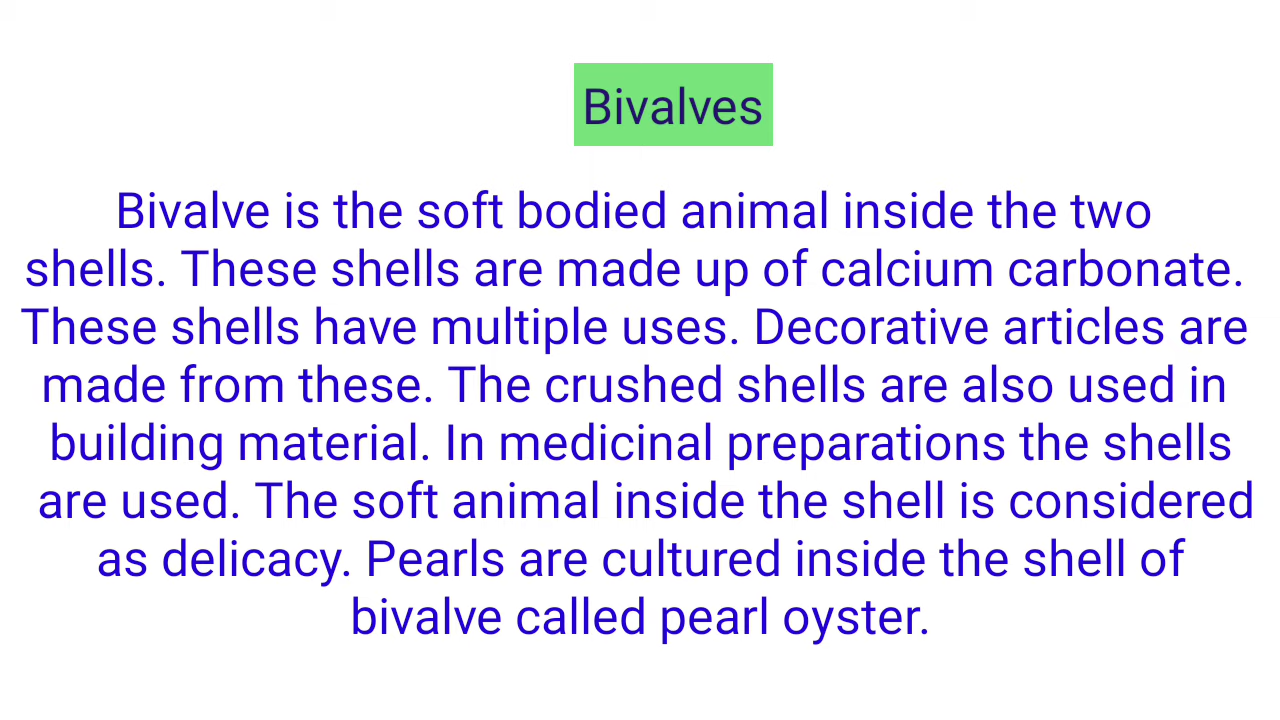 Bivalves
Bivalve is the soft bodied animal inside the two
shells. These shells are made up of calcium carbonate.
These shells have multiple uses. Decorative articles are
made from these. The crushed shells are also used in
building material. In medicinal preparations the shells
are used. The soft animal inside the shell is considered
as delicacy. Pearls are cultured inside the shell of
bivalve called pearl oyster.